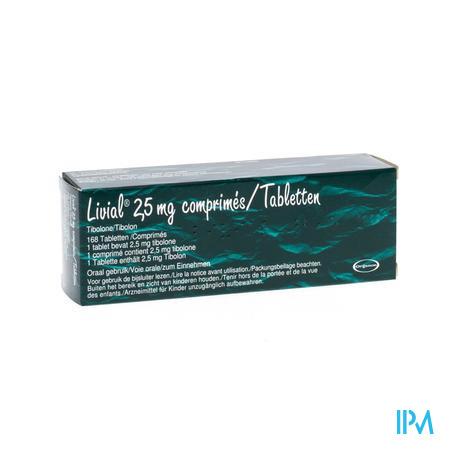 Livial® 2,5 mg comprimés/Tabletten
Tibolone/Tibolon
168 Tabletten/Comprimés
1 tablet bevat 2,5 mg tibolone
1 comprimé contient 2,5 mg tibolone
1 Tablette enthält 2,5 mg Tibolon
Oraal gebruik/Voie orale/zum Einnehmen
Voor gebruik de bijsluiter lezen./Lire la notice avant utilisation/Packungsbeilage beachten.
Buiten het bereik en zicht van kinderen houden./Tenir hors de la portée et de la vue
des enfants./Arzneimittel für Kinder unzugänglich aufbewahren.
IPM